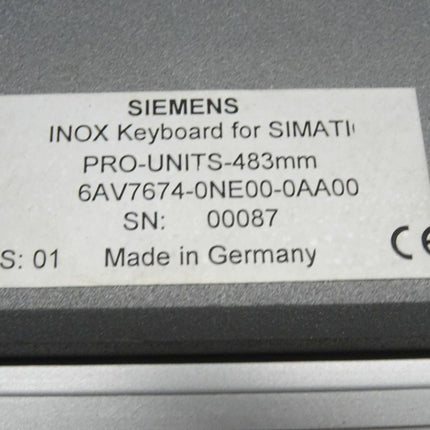 SIEMENS
INOX Keyboard for SIMATI
PRO-UNITS-483mm
6AV7674-0NE00-0AA00
SN: 00087
S: 01 Made in Germany CE